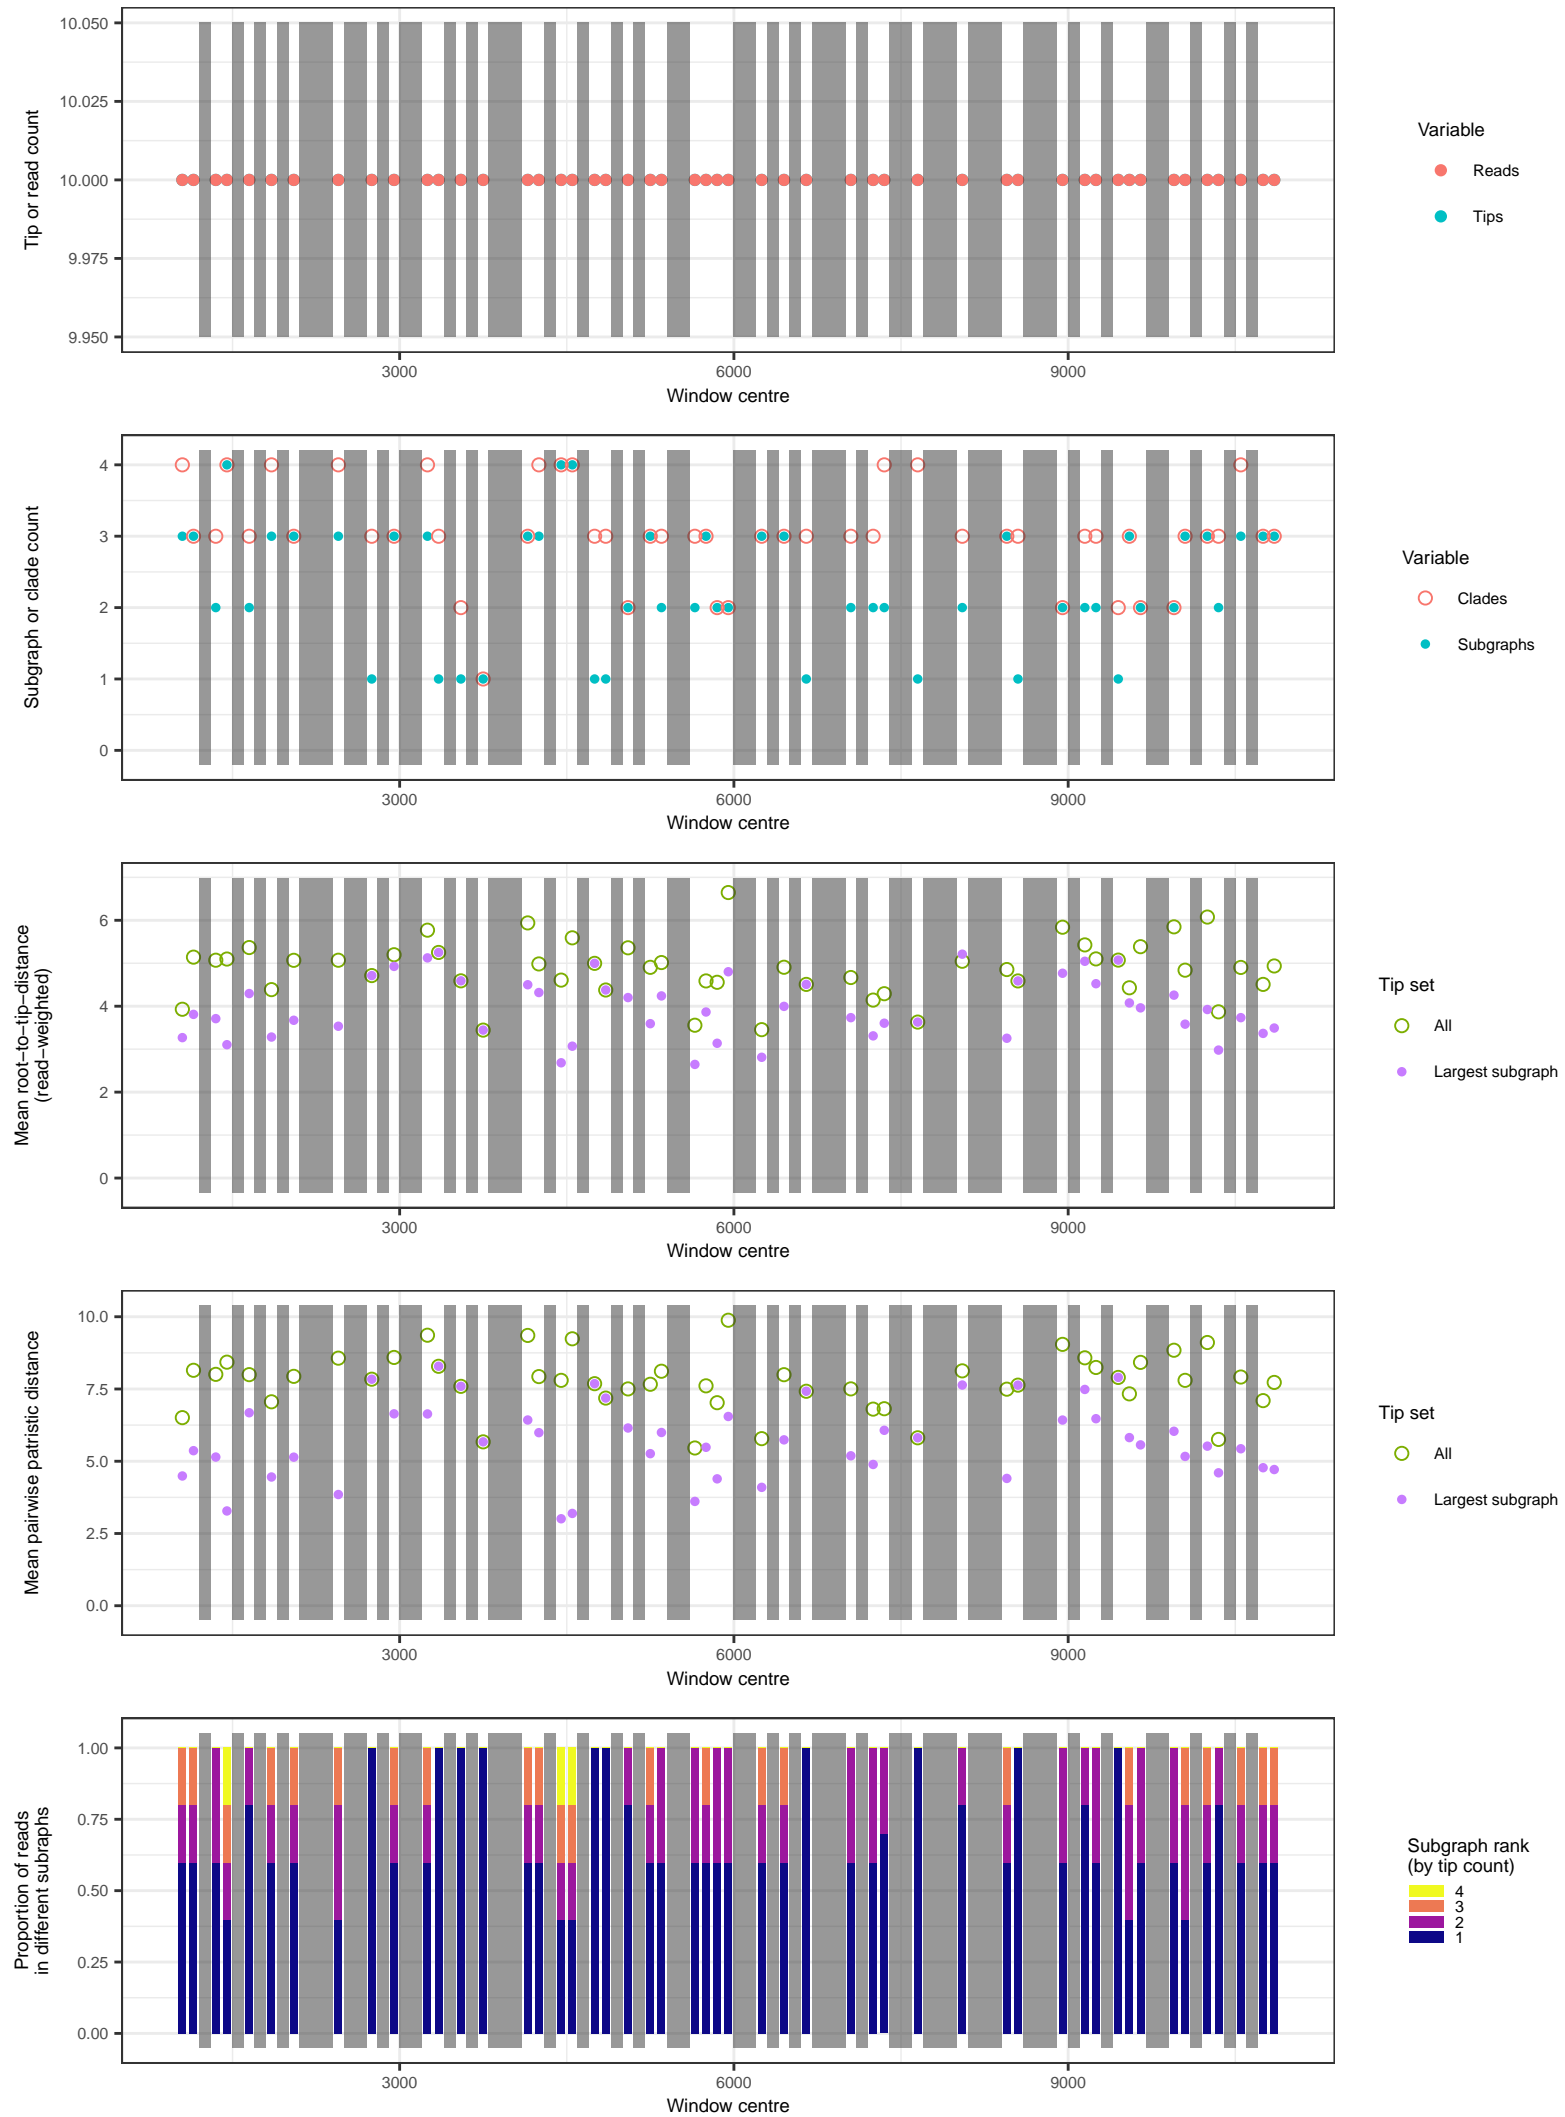 10.050
10.025
10.000
9.975
9.950
Tip or read count
3000
6000
9000
Window centre
Variable
Reads
Tips
4
3
2
1
0
Subgraph or clade count
3000
6000
9000
Window centre
Variable
Clades
Subgraphs
6
4
2
0
Mean root−to−tip−distance
(read−weighted)
3000
6000
9000
Window centre
Tip set
All
Largest subgraph
10.0
7.5
5.0
2.5
0.0
Mean pairwise patristic distance
3000
6000
9000
Window centre
Tip set
All
Largest subgraph
1.00
0.75
0.50
0.25
0.00
Proportion of reads
in different subraphs
3000
6000
9000
Window centre
Subgraph rank
(by tip count)
4
3
2
1